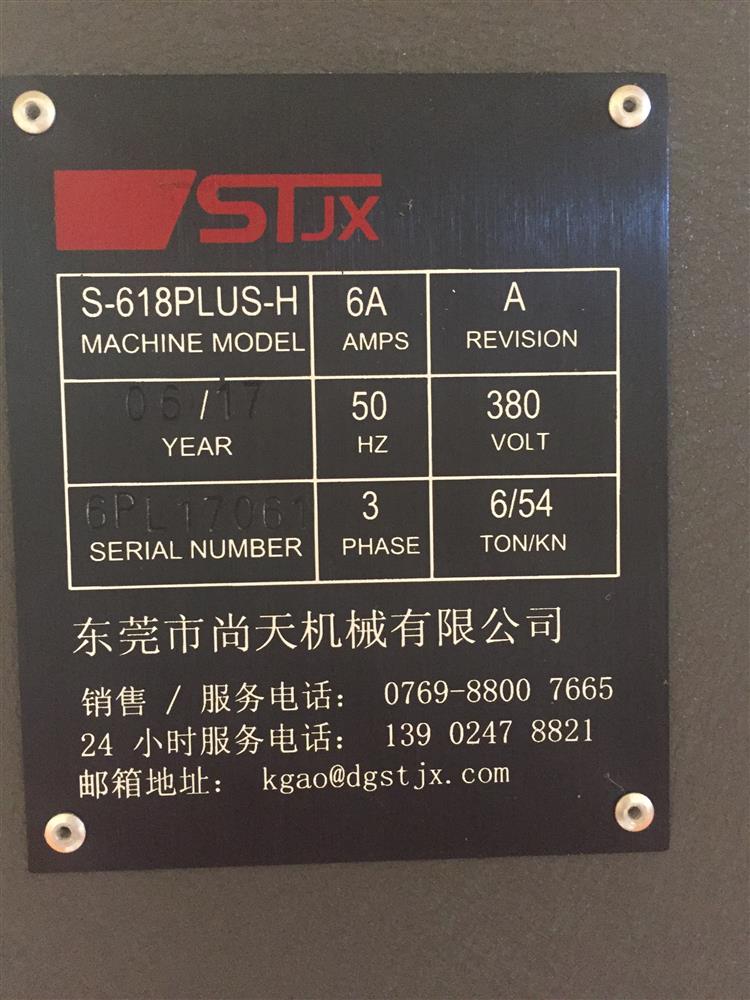 STJX
S-618PLUS-H 6A A
MACHINE MODEL AMPS REVISION
06/17 50 380
YEAR HZ VOLT
6PL17061 3 6/54
SERIAL NUMBER PHASE TON/KN
东莞市尚天机械有限公司
销售 / 服务电话： 0769-8800 7665
24 小时服务电话： 139 0247 8821
邮箱地址： kgao@dgstjx.com